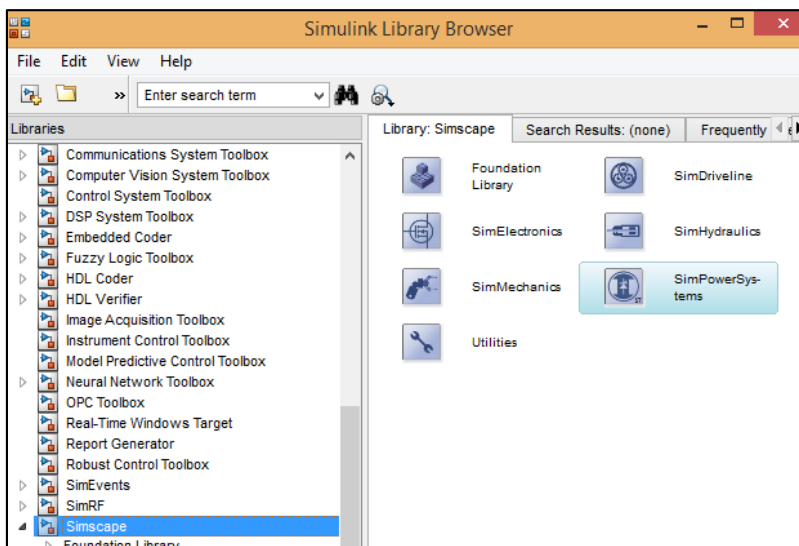 Simulink Library Browser
File Edit View Help
» Enter search term
Libraries
Communications System Toolbox
Computer Vision System Toolbox
Control System Toolbox
DSP System Toolbox
Embedded Coder
Fuzzy Logic Toolbox
HDL Coder
HDL Verifier
Image Acquisition Toolbox
Instrument Control Toolbox
Model Predictive Control Toolbox
Neural Network Toolbox
OPC Toolbox
Real-Time Windows Target
Report Generator
Robust Control Toolbox
SimEvents
SimRF
Simscape
Foundation Library
Library: Simscape Search Results: (none) Frequently
Foundation
Library
SimDriveline
SimElectronics
SimHydraulics
SimMechanics
SimPowerSys-
tems
Utilities